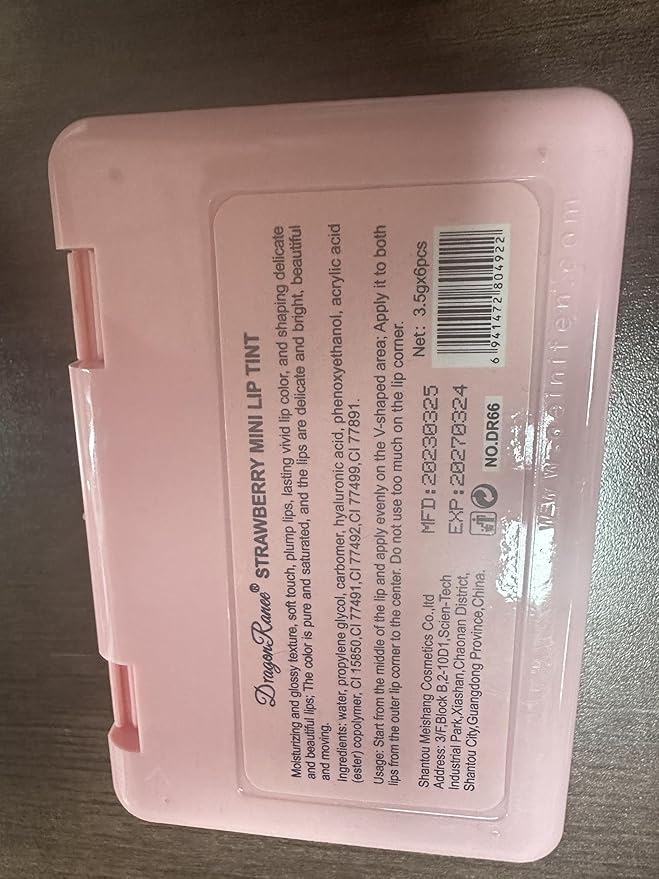 DragonRanee® STRAWBERRY MINI LIP TINT
Moisturizing and glossy texture, soft touch, plump lips, lasting vivid lip color, and shaping delicate
and beautiful lips; The color is pure and saturated, and the lips are delicate and bright, beautiful
and moving.
Ingredients: water, propylene glycol, carbomer, hyaluronic acid, phenoxyethanol, acrylic acid
(ester) copolymer, CI 15850,CI 77491,CI 77492,CI 77499,CI 77891.
Usage: Start from the middle of the lip and apply evenly on the V-shaped area; Apply it to both
lips from the outer lip corner to the center. Do not use too much on the lip corner.
Shantou Meishang Cosmetics Co.,ltd
Address: 3/F,Block B,2-10D1,Scien-Tech
Industrial Park,Xiashan,Chaonan District,
Shantou City,Guangdong Province,China.
MFD:20230325
EXP:20270324
NO.DR66
Net: 3.5gx6pcs
6 941472 804922